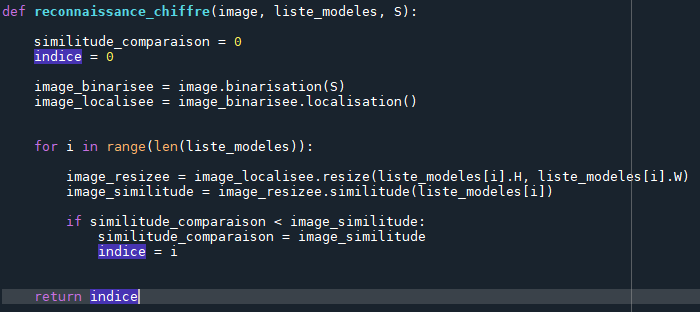 def reconnaissance_chiffre(image, liste_modeles, S):
    similitude_comparaison = 0
    indice = 0
    image_binarisee = image.binarisation(S)
    image_localisee = image_binarisee.localisation()
    for i in range(len(liste_modeles)):
        image_resizee = image_localisee.resize(liste_modeles[i].H, liste_modeles[i].W)
        image_similitude = image_resizee.similitude(liste_modeles[i])
        if similitude_comparaison < image_similitude:
            similitude_comparaison = image_similitude
            indice = i
    return indice